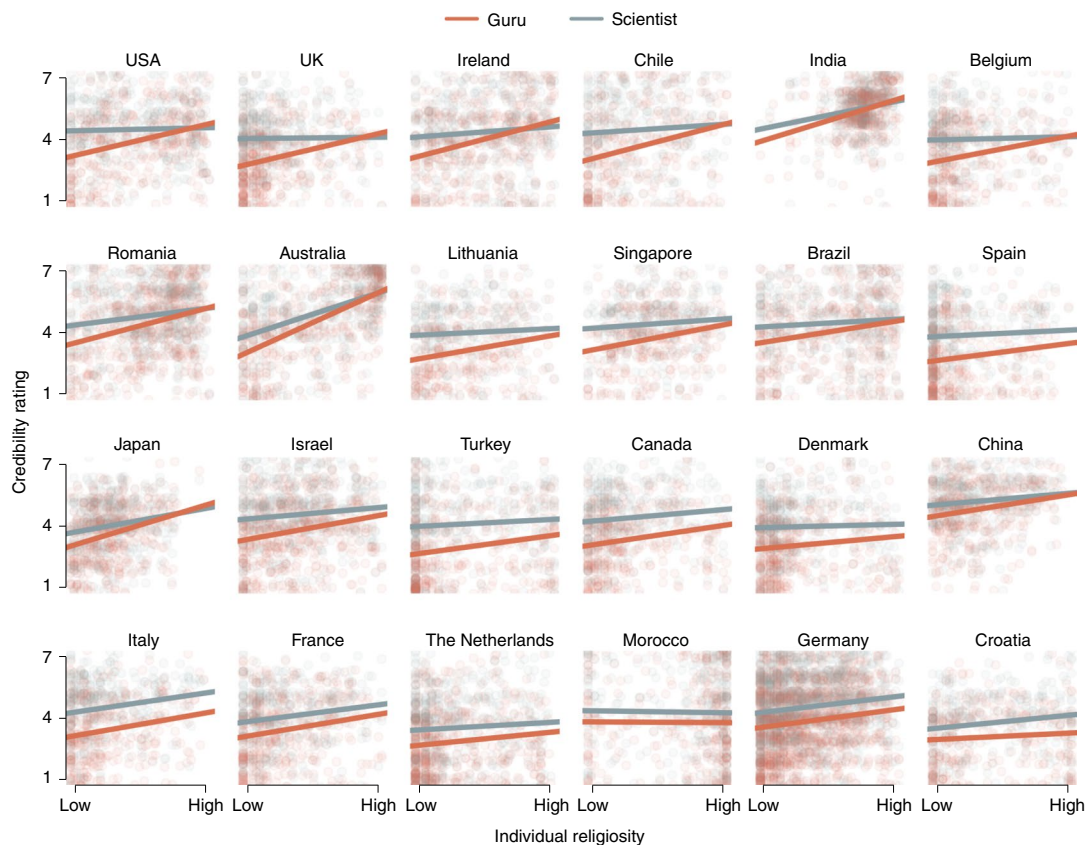 Guru Scientist
USA UK Ireland Chile India Belgium
7
4
1
Romania Australia Lithuania Singapore Brazil Spain
7
4
1
Japan Israel Turkey Canada Denmark China
7
4
1
Italy France The Netherlands Morocco Germany Croatia
7
4
1
Credibility rating
Low High Low High Low High Low High Low High Low High
Individual religiosity